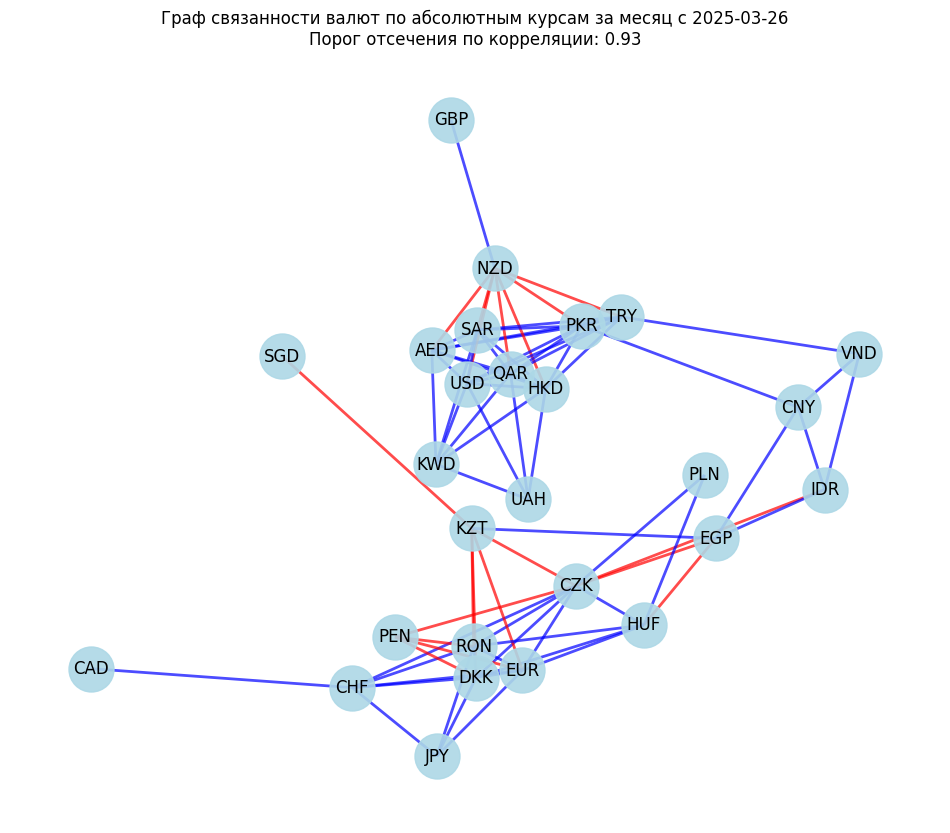 Граф связанности валют по абсолютным курсам за месяц с 2025-03-26
Порог отсечения по корреляции: 0.93
GBP
NZD
TRY
PKR
SAR
AED
SGD
VND
QAR
USD
HKD
CNY
KWD
PLN
IDR
UAH
KZT
EGP
CZK
HUF
PEN
RON
CAD
EUR
DKK
CHF
JPY